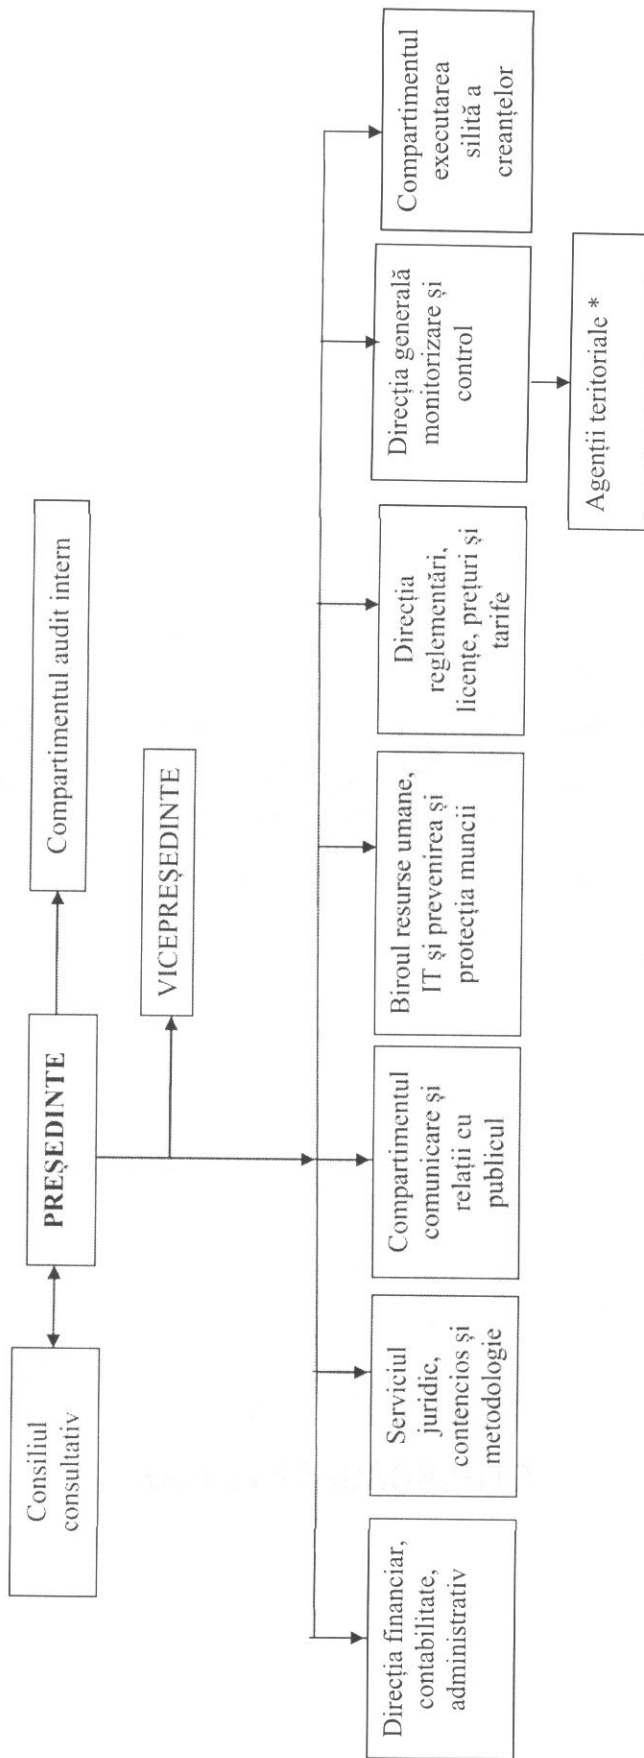 Consiliul
consultativ
PREȘEDINTE
Compartimentul audit intern
VICEPREȘEDINTE
Direcția financiar,
contabilitate,
administrativ
Serviciul
juridic,
contencios și
metodologie
Compartimentul
comunicare și
relații cu
publicul
Biroul resurse umane,
IT și prevenirea și
protecția muncii
Direcția
reglementări,
licențe, prețuri și
tarife
Direcția generală
monitorizare și
control
Compartimentul
executarea
silită a
creanțelor
Agenții teritoriale *